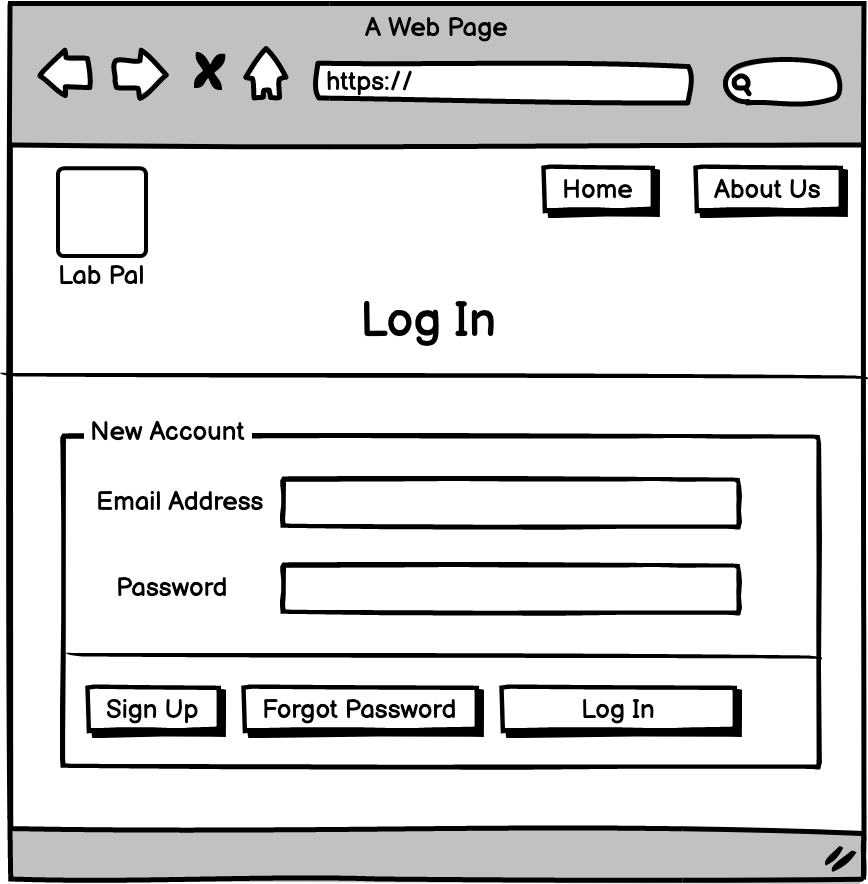 A Web Page
https://
Home
About Us
Lab Pal
Log In
New Account
Email Address
Password
Sign Up
Forgot Password
Log In